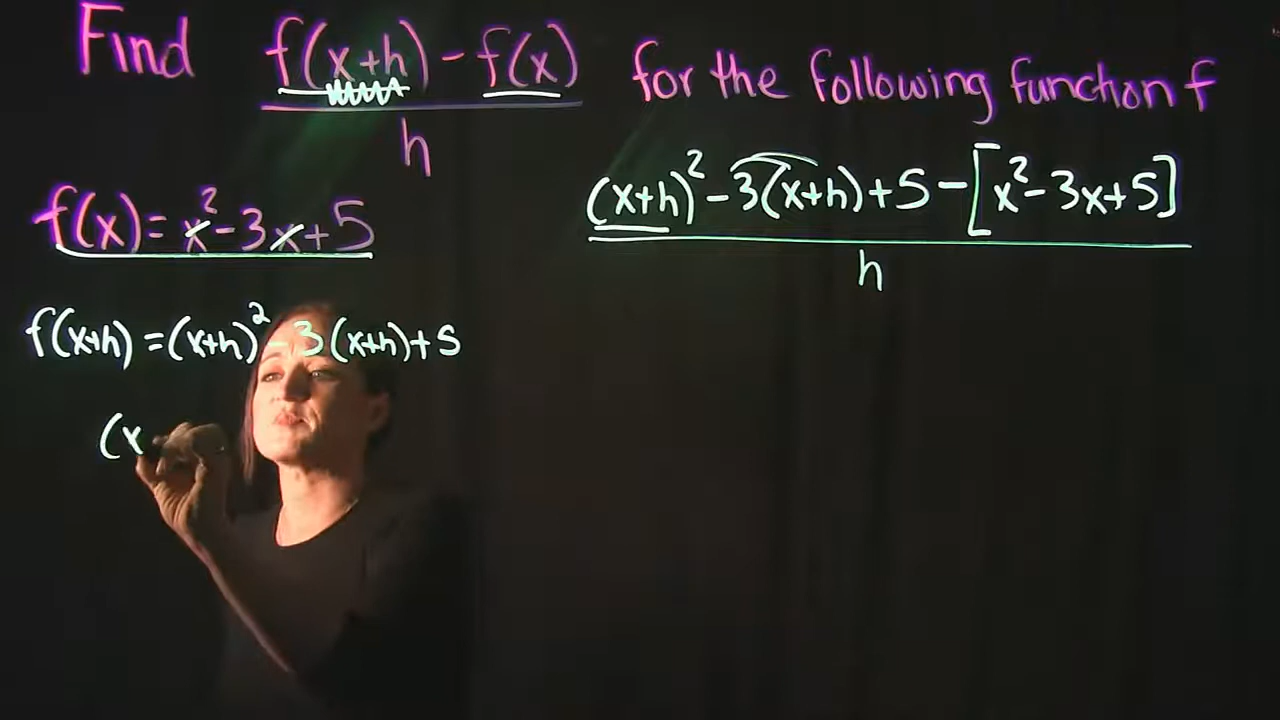 Find f(x+h) - f(x) for the following function f
h
f(x) = x² - 3x + 5
(x+h)² - 3(x+h) + 5 - [x² - 3x + 5]
h
f(x+h) = (x+h)² - 3(x+h) + 5
(x